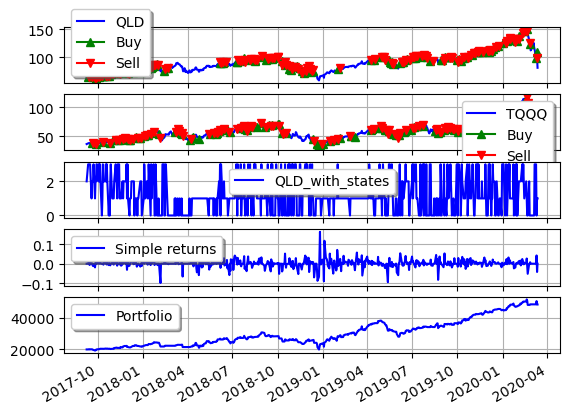 150
100
QLD
Buy
Sell
100
50
TQQQ
Buy
Sell
2
0
QLD_with_states
0.1
0.0
−0.1
Simple returns
40000
20000
Portfolio
2017-10
2018-01
2018-04
2018-07
2018-10
2019-01
2019-04
2019-07
2019-10
2020-01
2020-04